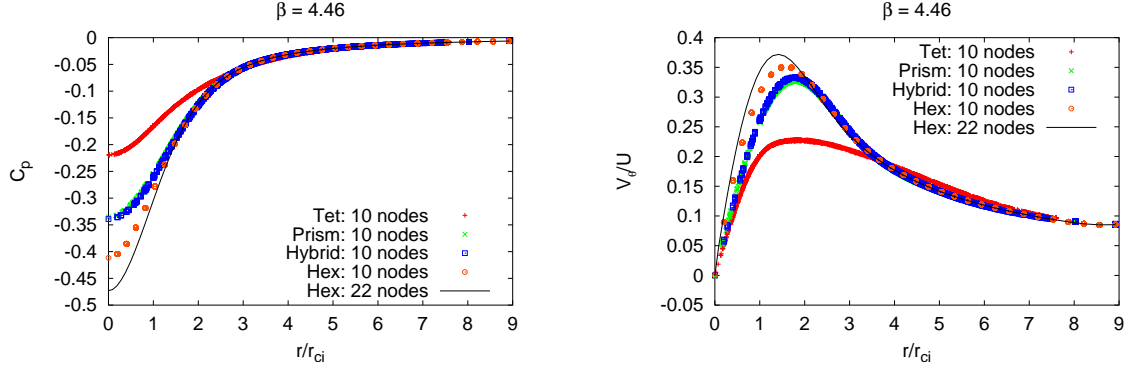 β = 4.46
0
-0.05
-0.1
-0.15
-0.2
-0.25
-0.3
-0.35
-0.4
-0.45
-0.5
C_p
Tet: 10 nodes
Prism: 10 nodes
Hybrid: 10 nodes
Hex: 10 nodes
Hex: 22 nodes
0 1 2 3 4 5 6 7 8 9
r/r_ci
β = 4.46
0.4
0.35
0.3
0.25
0.2
0.15
0.1
0.05
0
-0.05
V_θ/U
Tet: 10 nodes
Prism: 10 nodes
Hybrid: 10 nodes
Hex: 10 nodes
Hex: 22 nodes
0 1 2 3 4 5 6 7 8 9
r/r_ci